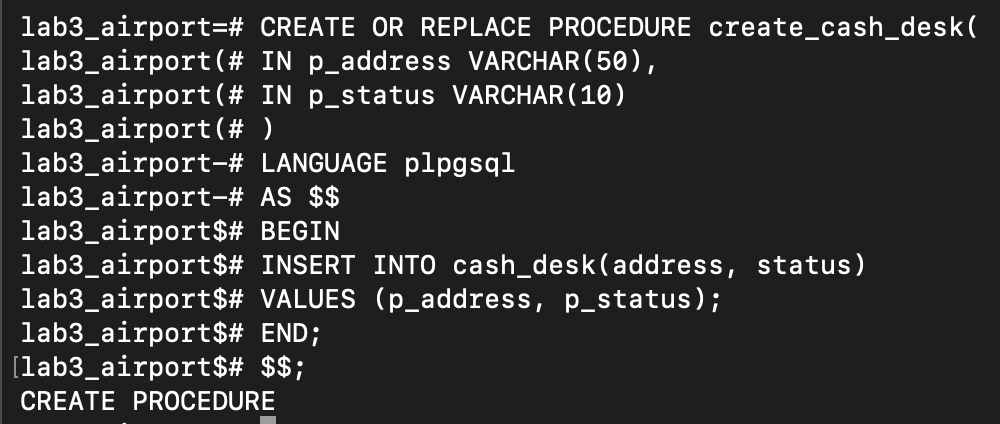 lab3_airport=# CREATE OR REPLACE PROCEDURE create_cash_desk(
lab3_airport(# IN p_address VARCHAR(50),
lab3_airport(# IN p_status VARCHAR(10)
lab3_airport(# )
lab3_airport-# LANGUAGE plpgsql
lab3_airport-# AS $$
lab3_airport$# BEGIN
lab3_airport$# INSERT INTO cash_desk(address, status)
lab3_airport$# VALUES (p_address, p_status);
lab3_airport$# END;
[lab3_airport$# $$;
CREATE PROCEDURE